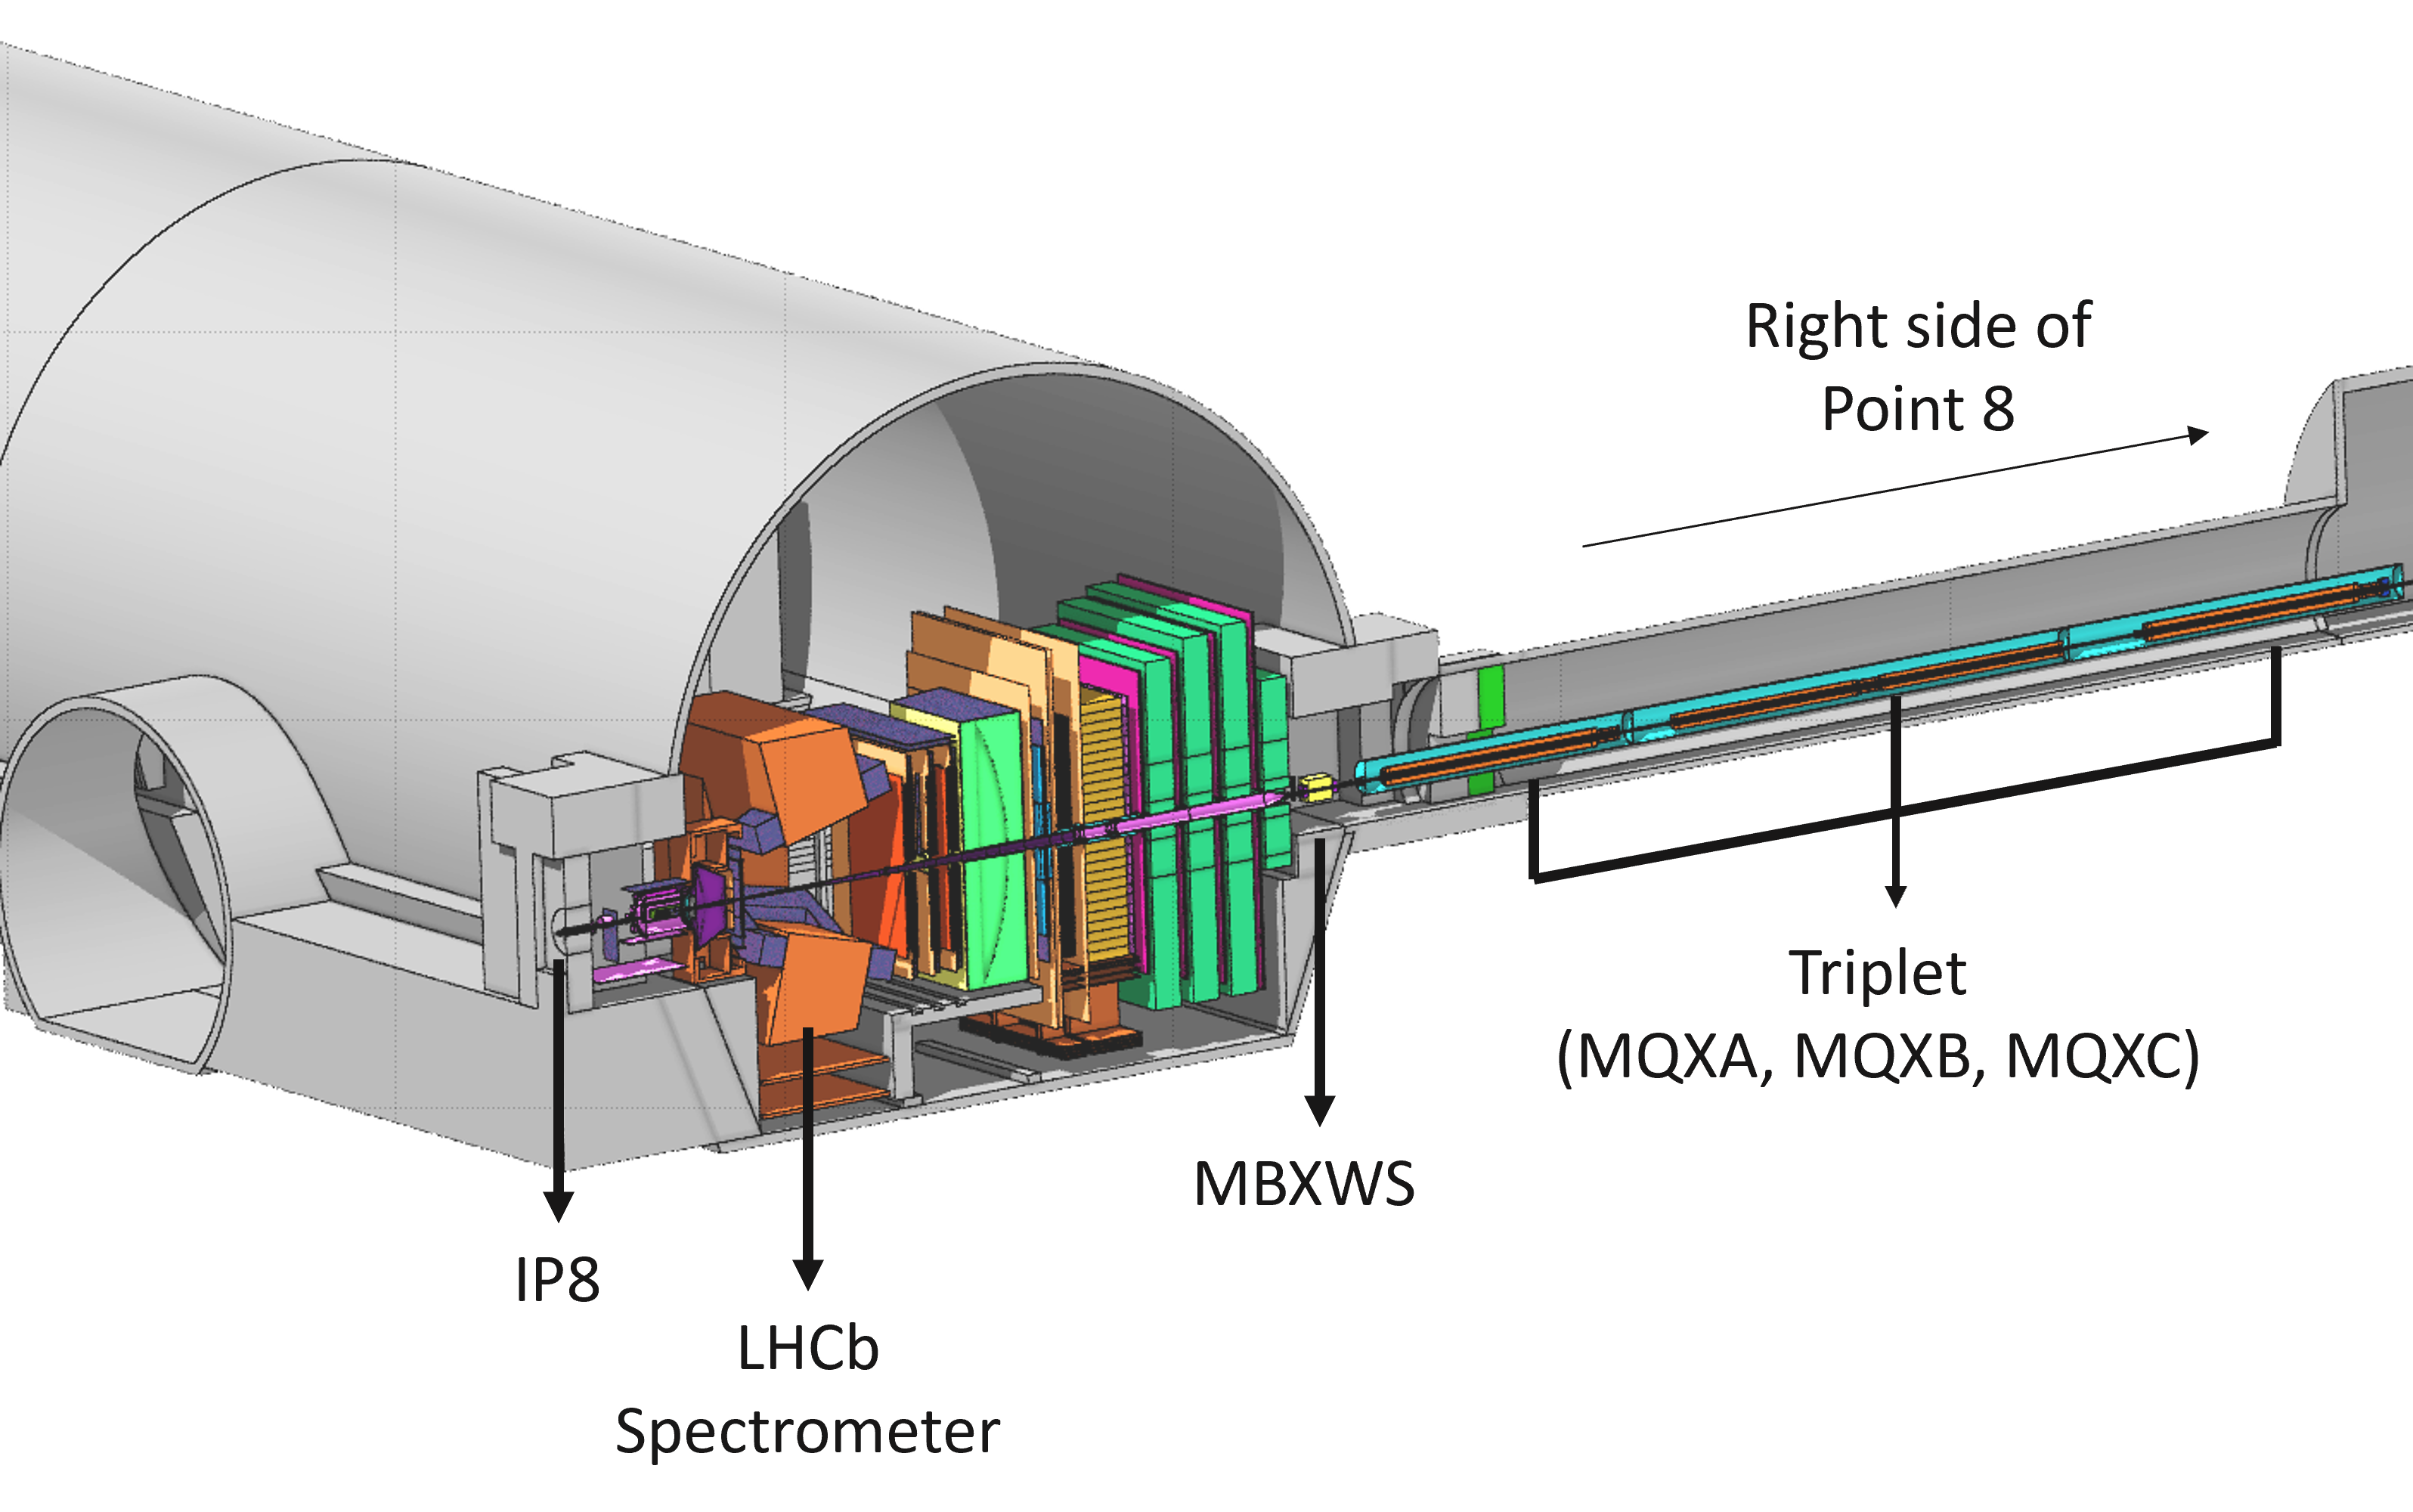 Right side of
Point 8
Triplet
(MQXA, MQXB, MQXC)
MBXWS
IP8
LHCb
Spectrometer